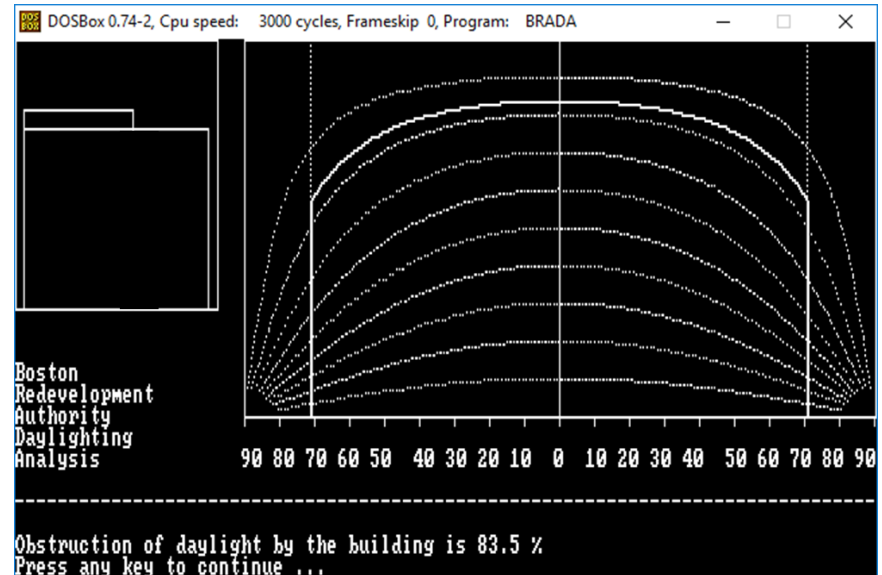 DOS
BOX
DOSBox 0.74-2, Cpu speed: 3000 cycles, Frameskip 0, Program: BRADA
Boston
Redevelopment
Authority
Daylighting
Analysis
90 80 70 60 50 40 30 20 10 0 10 20 30 40 50 60 70 80 90
--------------------------------------------------------------------------------
Obstruction of daylight by the building is 83.5 %
Press any key to continue ...